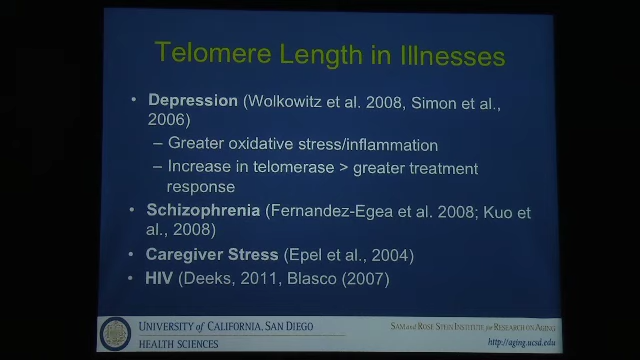 Telomere Length in Illnesses
• Depression (Wolkowitz et al. 2008, Simon et al.,
2006)
– Greater oxidative stress/inflammation
– Increase in telomerase > greater treatment
response
• Schizophrenia (Fernandez-Egea et al. 2008; Kuo et
al., 2008)
• Caregiver Stress (Epel et al., 2004)
• HIV (Deeks, 2011, Blasco (2007)
UNIVERSITY OF CALIFORNIA, SAN DIEGO
HEALTH SCIENCES
SAM AND ROSE STEIN INSTITUTE FOR RESEARCH ON AGING
http://aging.ucsd.edu